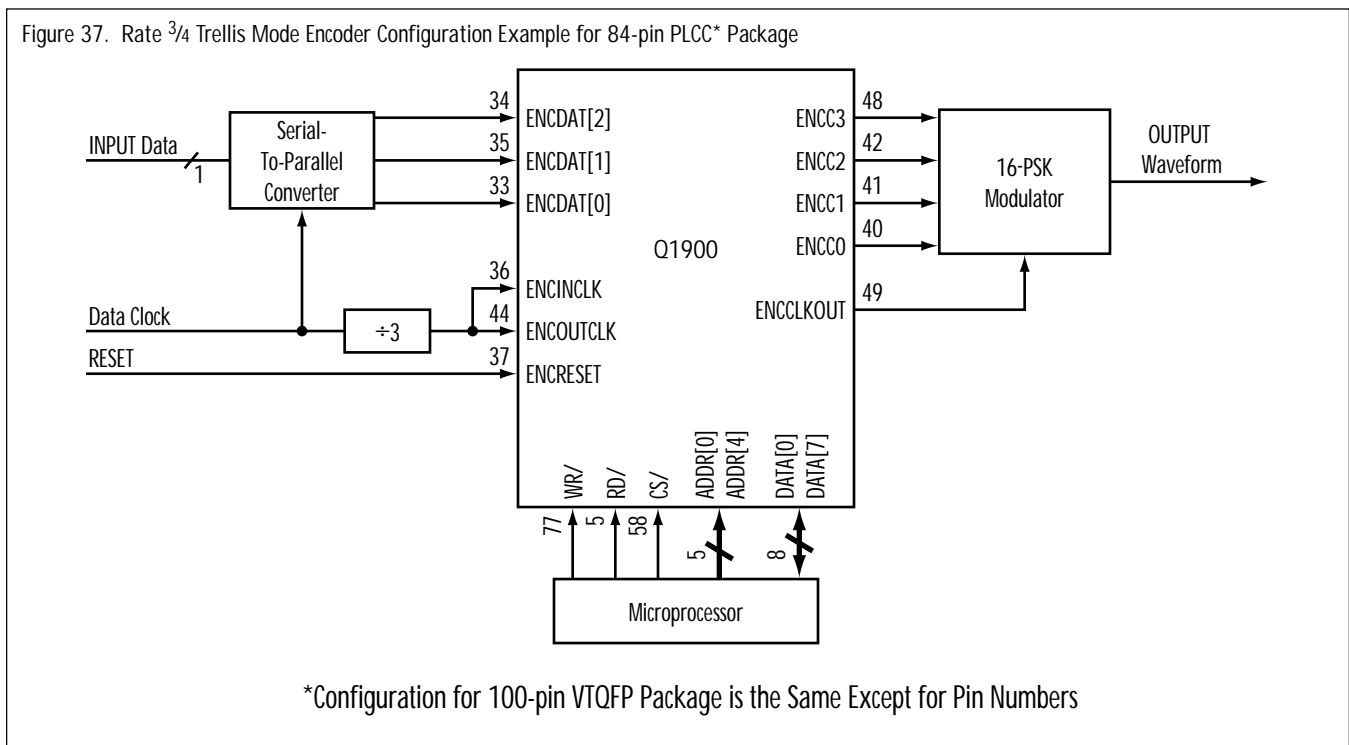 Figure 37. Rate 3/4 Trellis Mode Encoder Configuration Example for 84-pin PLCC* Package
INPUT Data
1
Serial-
To-Parallel
Converter
34
35
33
ENCDAT[2]
ENCDAT[1]
ENCDAT[0]
Data Clock
÷3
36
44
ENCINCLK
ENCOUTCLK
RESET
37
ENCRESET
Q1900
ENCC3
ENCC2
ENCC1
ENCC0
ENCCLKOUT
48
42
41
40
49
16-PSK
Modulator
OUTPUT
Waveform
WR/
RD/
CS/
ADDR[0]
ADDR[4]
DATA[0]
DATA[7]
77
5
58
5
8
Microprocessor
*Configuration for 100-pin VTQFP Package is the Same Except for Pin Numbers